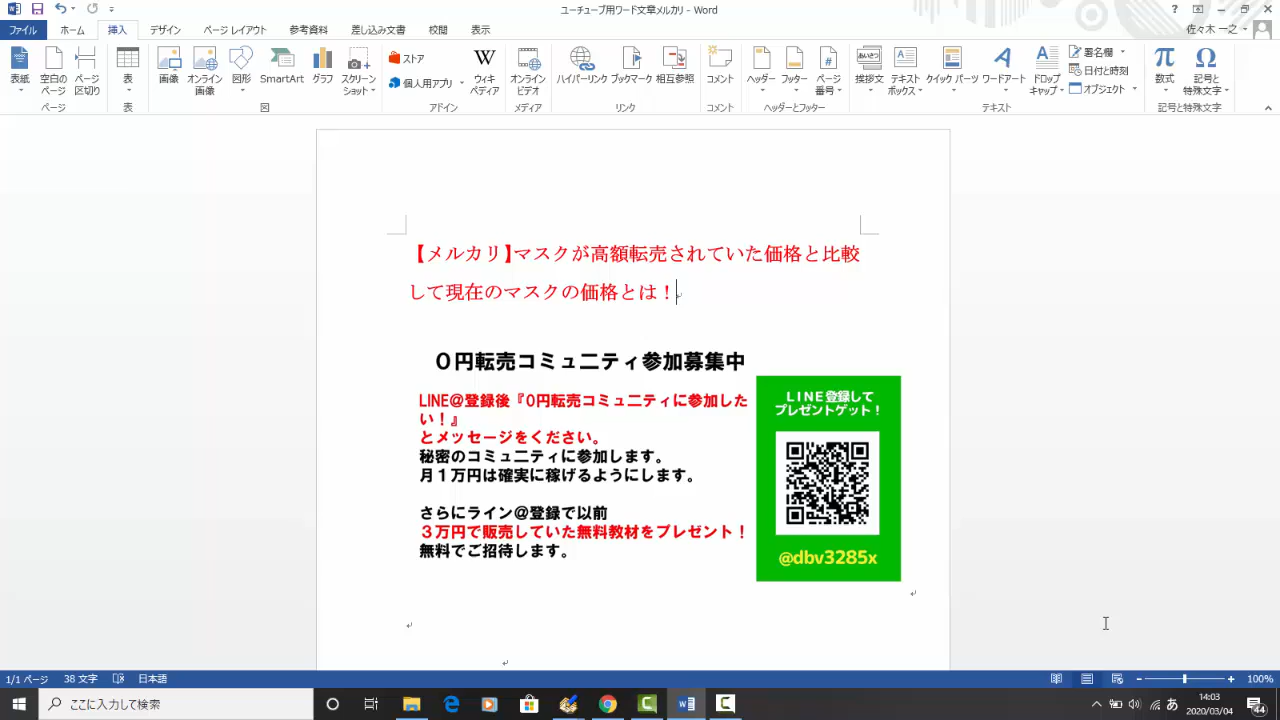 ユーチューブ用ワード文章メルカリ - Word
ファイル ホーム 挿入 デザイン ページ レイアウト 参考資料 差し込み文書 校閲 表示
佐々木 一之
表紙
空白のページ
ページ区切り
表
画像
オンライン画像
図形
SmartArt
グラフ
スクリーンショット
ストア
個人用アプリ
ウィキペディア
オンラインビデオ
ハイパーリンク
ブックマーク
相互参照
コメント
ヘッダー
フッター
ページ番号
あいさつ
挨拶文
テキストボックス
クイック パーツ
ワードアート
ドロップキャップ
署名欄
日付と時刻
オブジェクト
数式
記号と特殊文字
ページ 表 図 アドイン メディア リンク コメント ヘッダーとフッター テキスト 記号と特殊文字
【メルカリ】マスクが高額転売されていた価格と比較
して現在のマスクの価格とは！
０円転売コミュニティ参加募集中
LINE@登録後『0円転売コミュニティに参加した
い！』
とメッセージをください。
秘密のコミュニティに参加します。
月１万円は確実に稼げるようにします。
さらにライン@登録で以前
３万円で販売していた無料教材をプレゼント！
無料でご招待します。
LINE登録して
プレゼントゲット！
@dbv3285x
1/1 ページ 38 文字 日本語 100%
ここに入力して検索
あ
14:03
2020/03/04
44